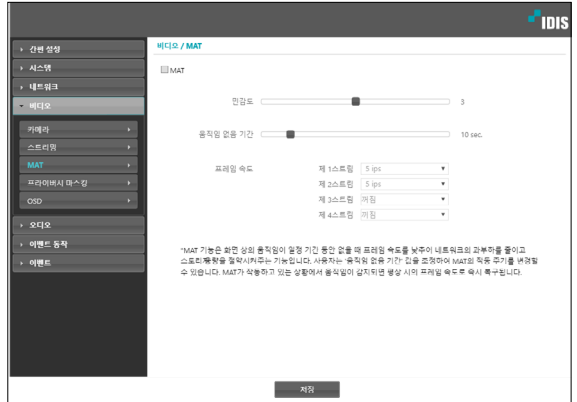 IDIS
간편 설정
시스템
네트워크
비디오
카메라
스트리밍
MAT
프라이버시 마스킹
OSD
오디오
이벤트 동작
이벤트
비디오 / MAT
MAT
민감도 3
움직임 없음 기간 10 sec.
프레임 속도 제 1스트림 5 ips
제 2스트림 5 ips
제 3스트림 꺼짐
제 4스트림 꺼짐
*MAT 기능은 화면 상의 움직임이 일정 기간 동안 없을 때 프레임 속도를 낮추어 네트워크의 과부하를 줄이고
스토리지 용량을 절약시켜주는 기능입니다. 사용자는 '움직임 없음 기간' 값을 조정하여 MAT의 작동 주기를 변경할
수 있습니다. MAT가 작동하고 있는 상황에서 움직임이 감지되면 평상 시의 프레임 속도로 즉시 복구됩니다.
저장